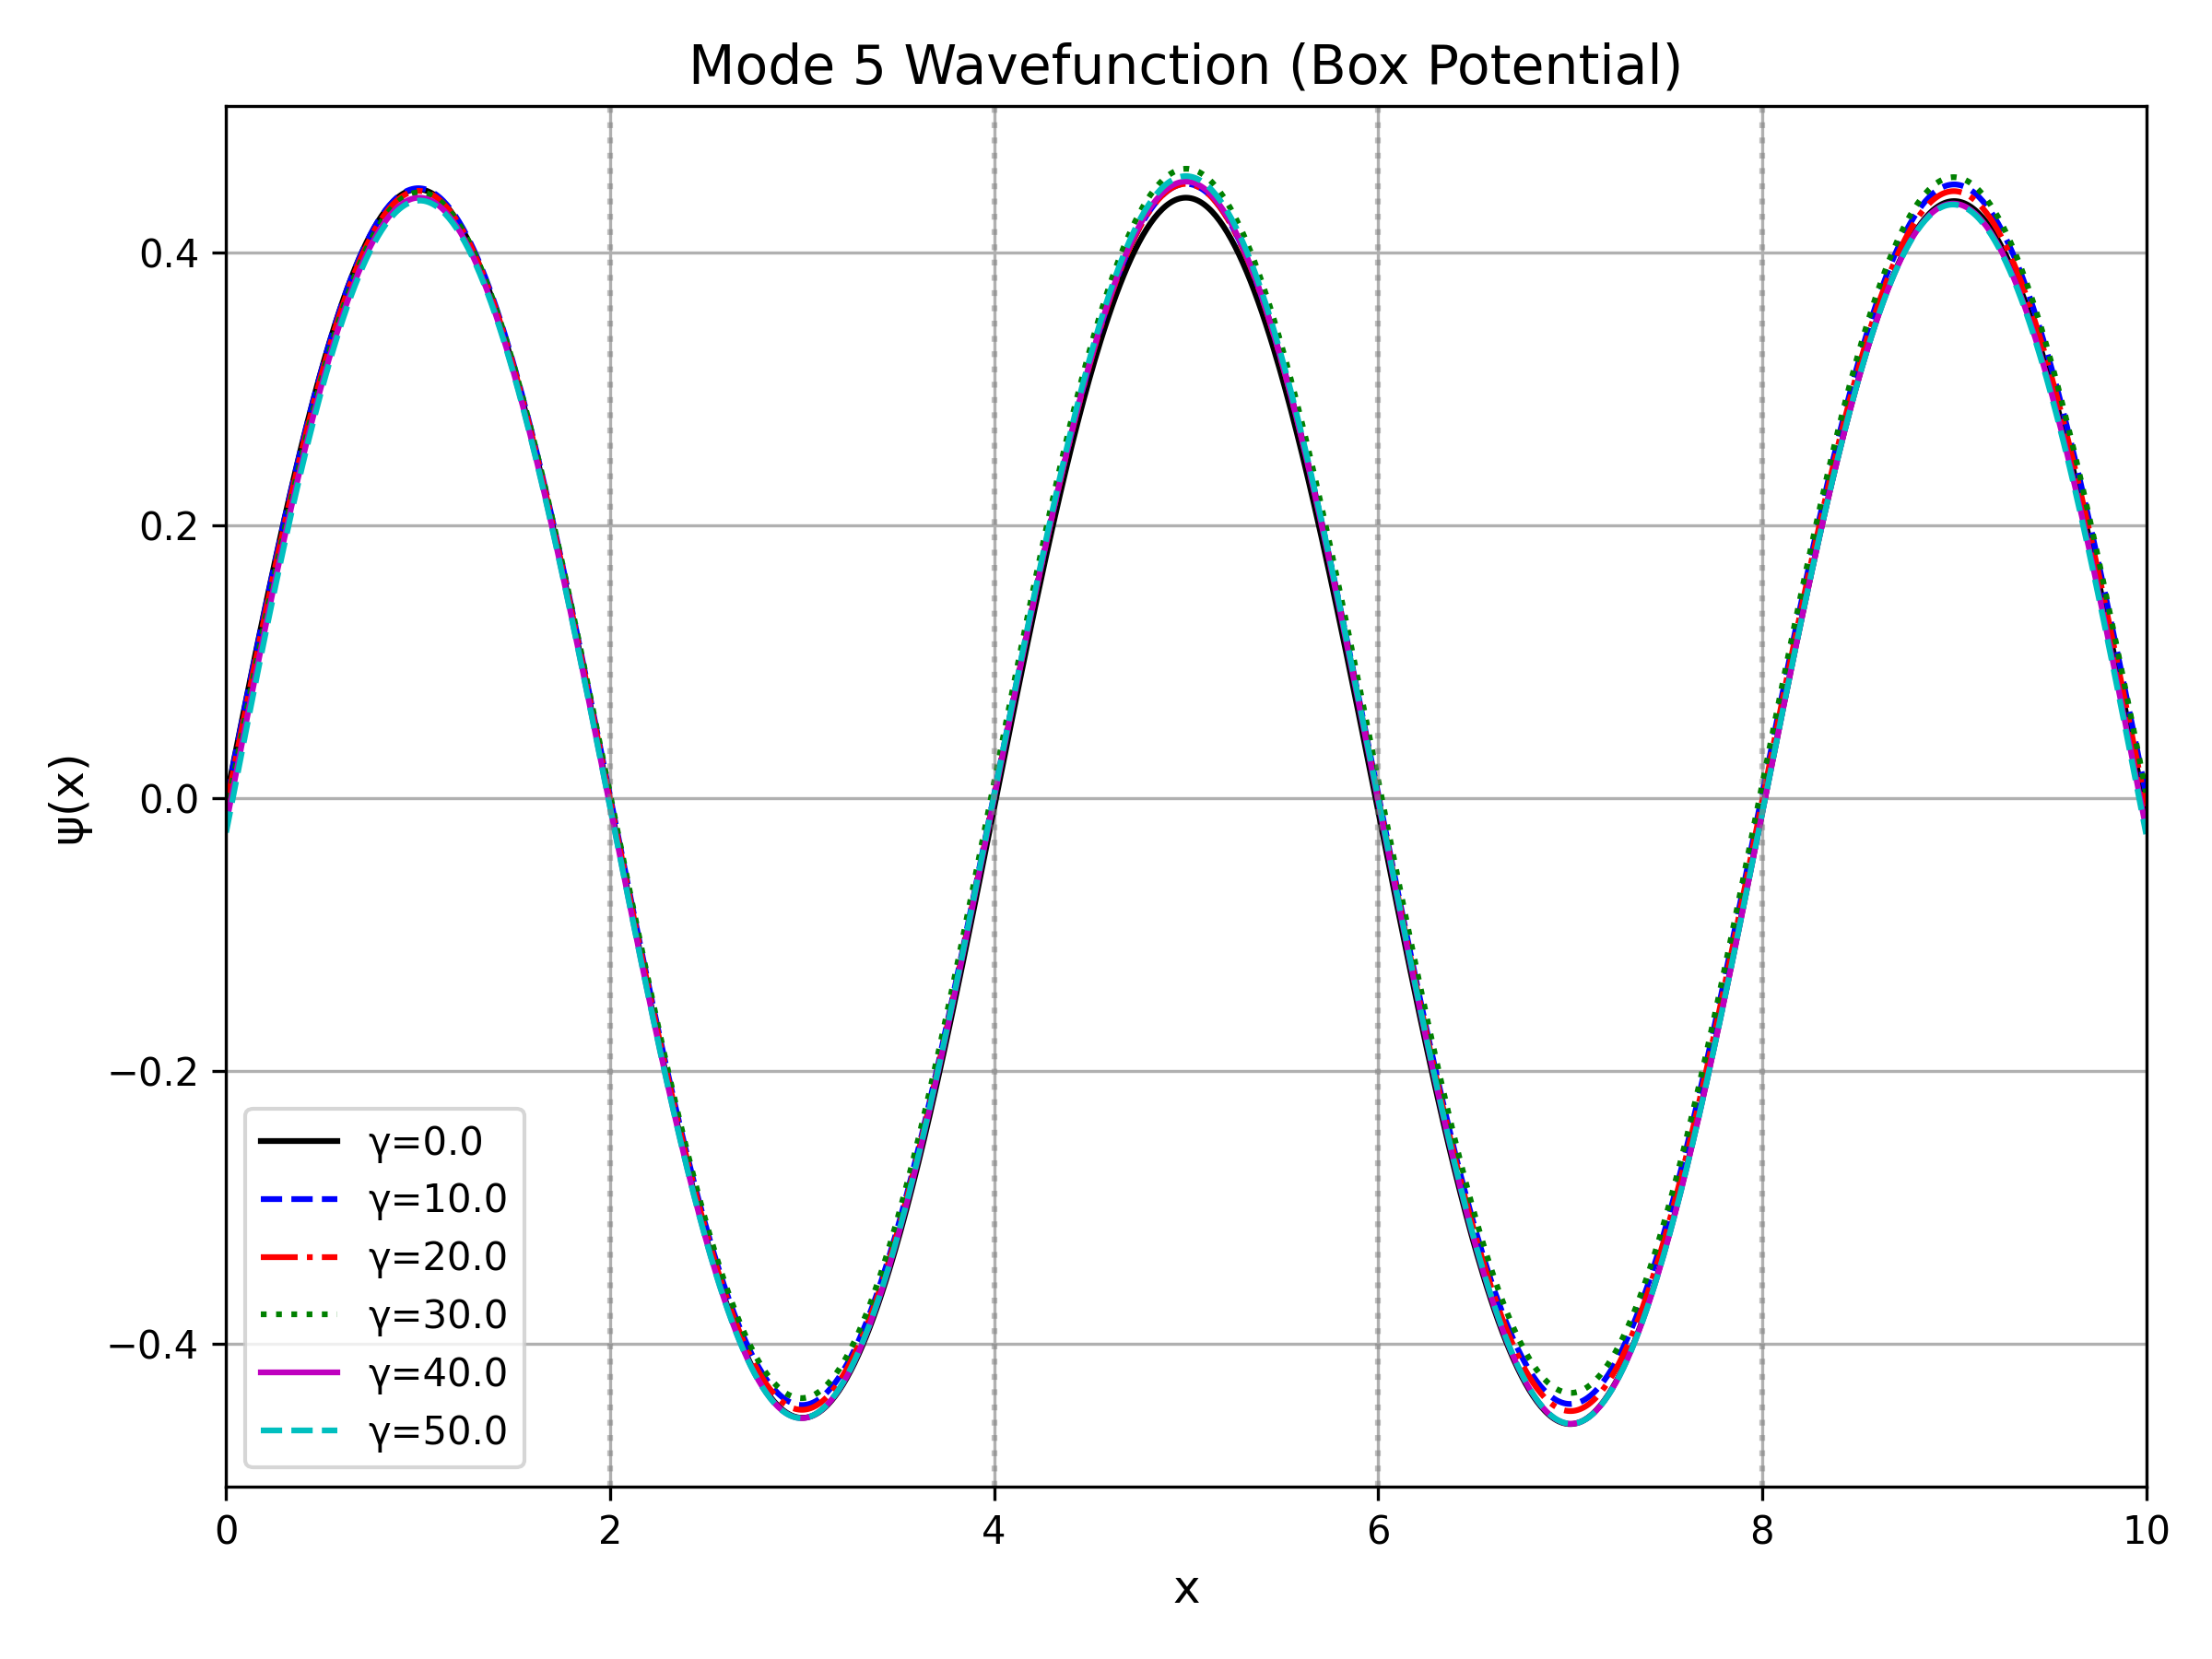 Mode 5 Wavefunction (Box Potential)
ψ(x)
0.4
0.2
0.0
−0.2
−0.4
γ=0.0
γ=10.0
γ=20.0
γ=30.0
γ=40.0
γ=50.0
0 2 4 6 8 10
x